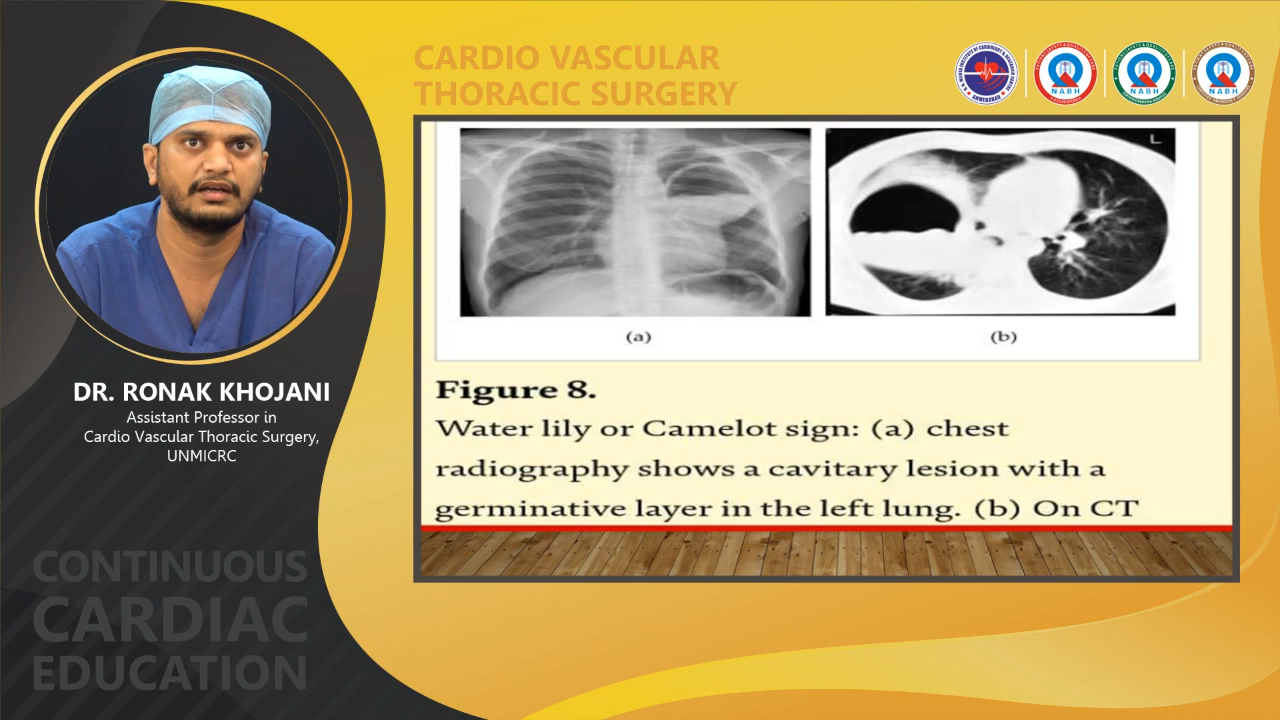 CARDIO VASCULAR
THORACIC SURGERY
NABH
NABH
NABH
L
(a)
(b)
Figure 8.
Water lily or Camelot sign: (a) chest
radiography shows a cavitary lesion with a
germinative layer in the left lung. (b) On CT
DR. RONAK KHOJANI
Assistant Professor in
Cardio Vascular Thoracic Surgery,
UNMICRC
CONTINUOUS
CARDIAC
EDUCATION